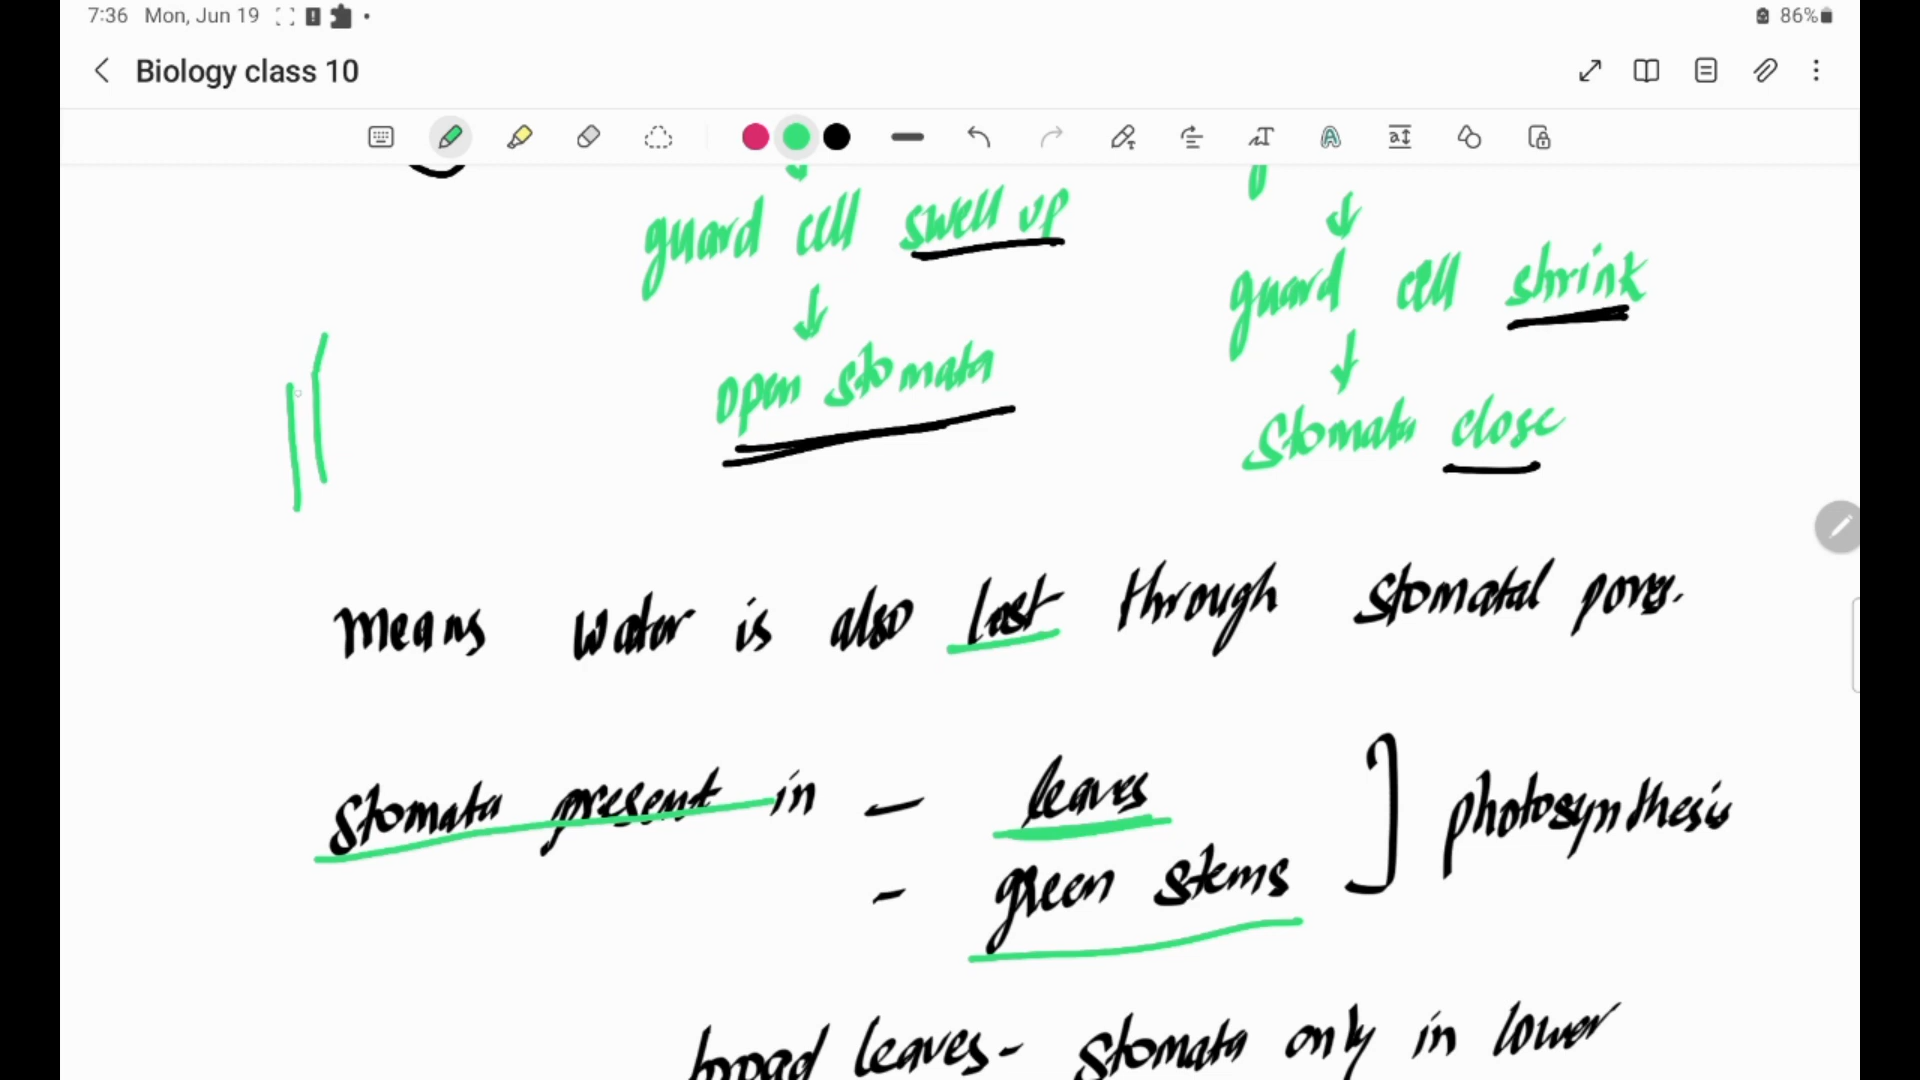 7:36 Mon, Jun 19
86%
Biology class 10
guard cell swell up
open stomata
guard cell shrink
Stomata close
means water is also lost through stomatal pores.
Stomata present in - leaves
- green stems
photosynthesis
broad leaves - stomata only in lower